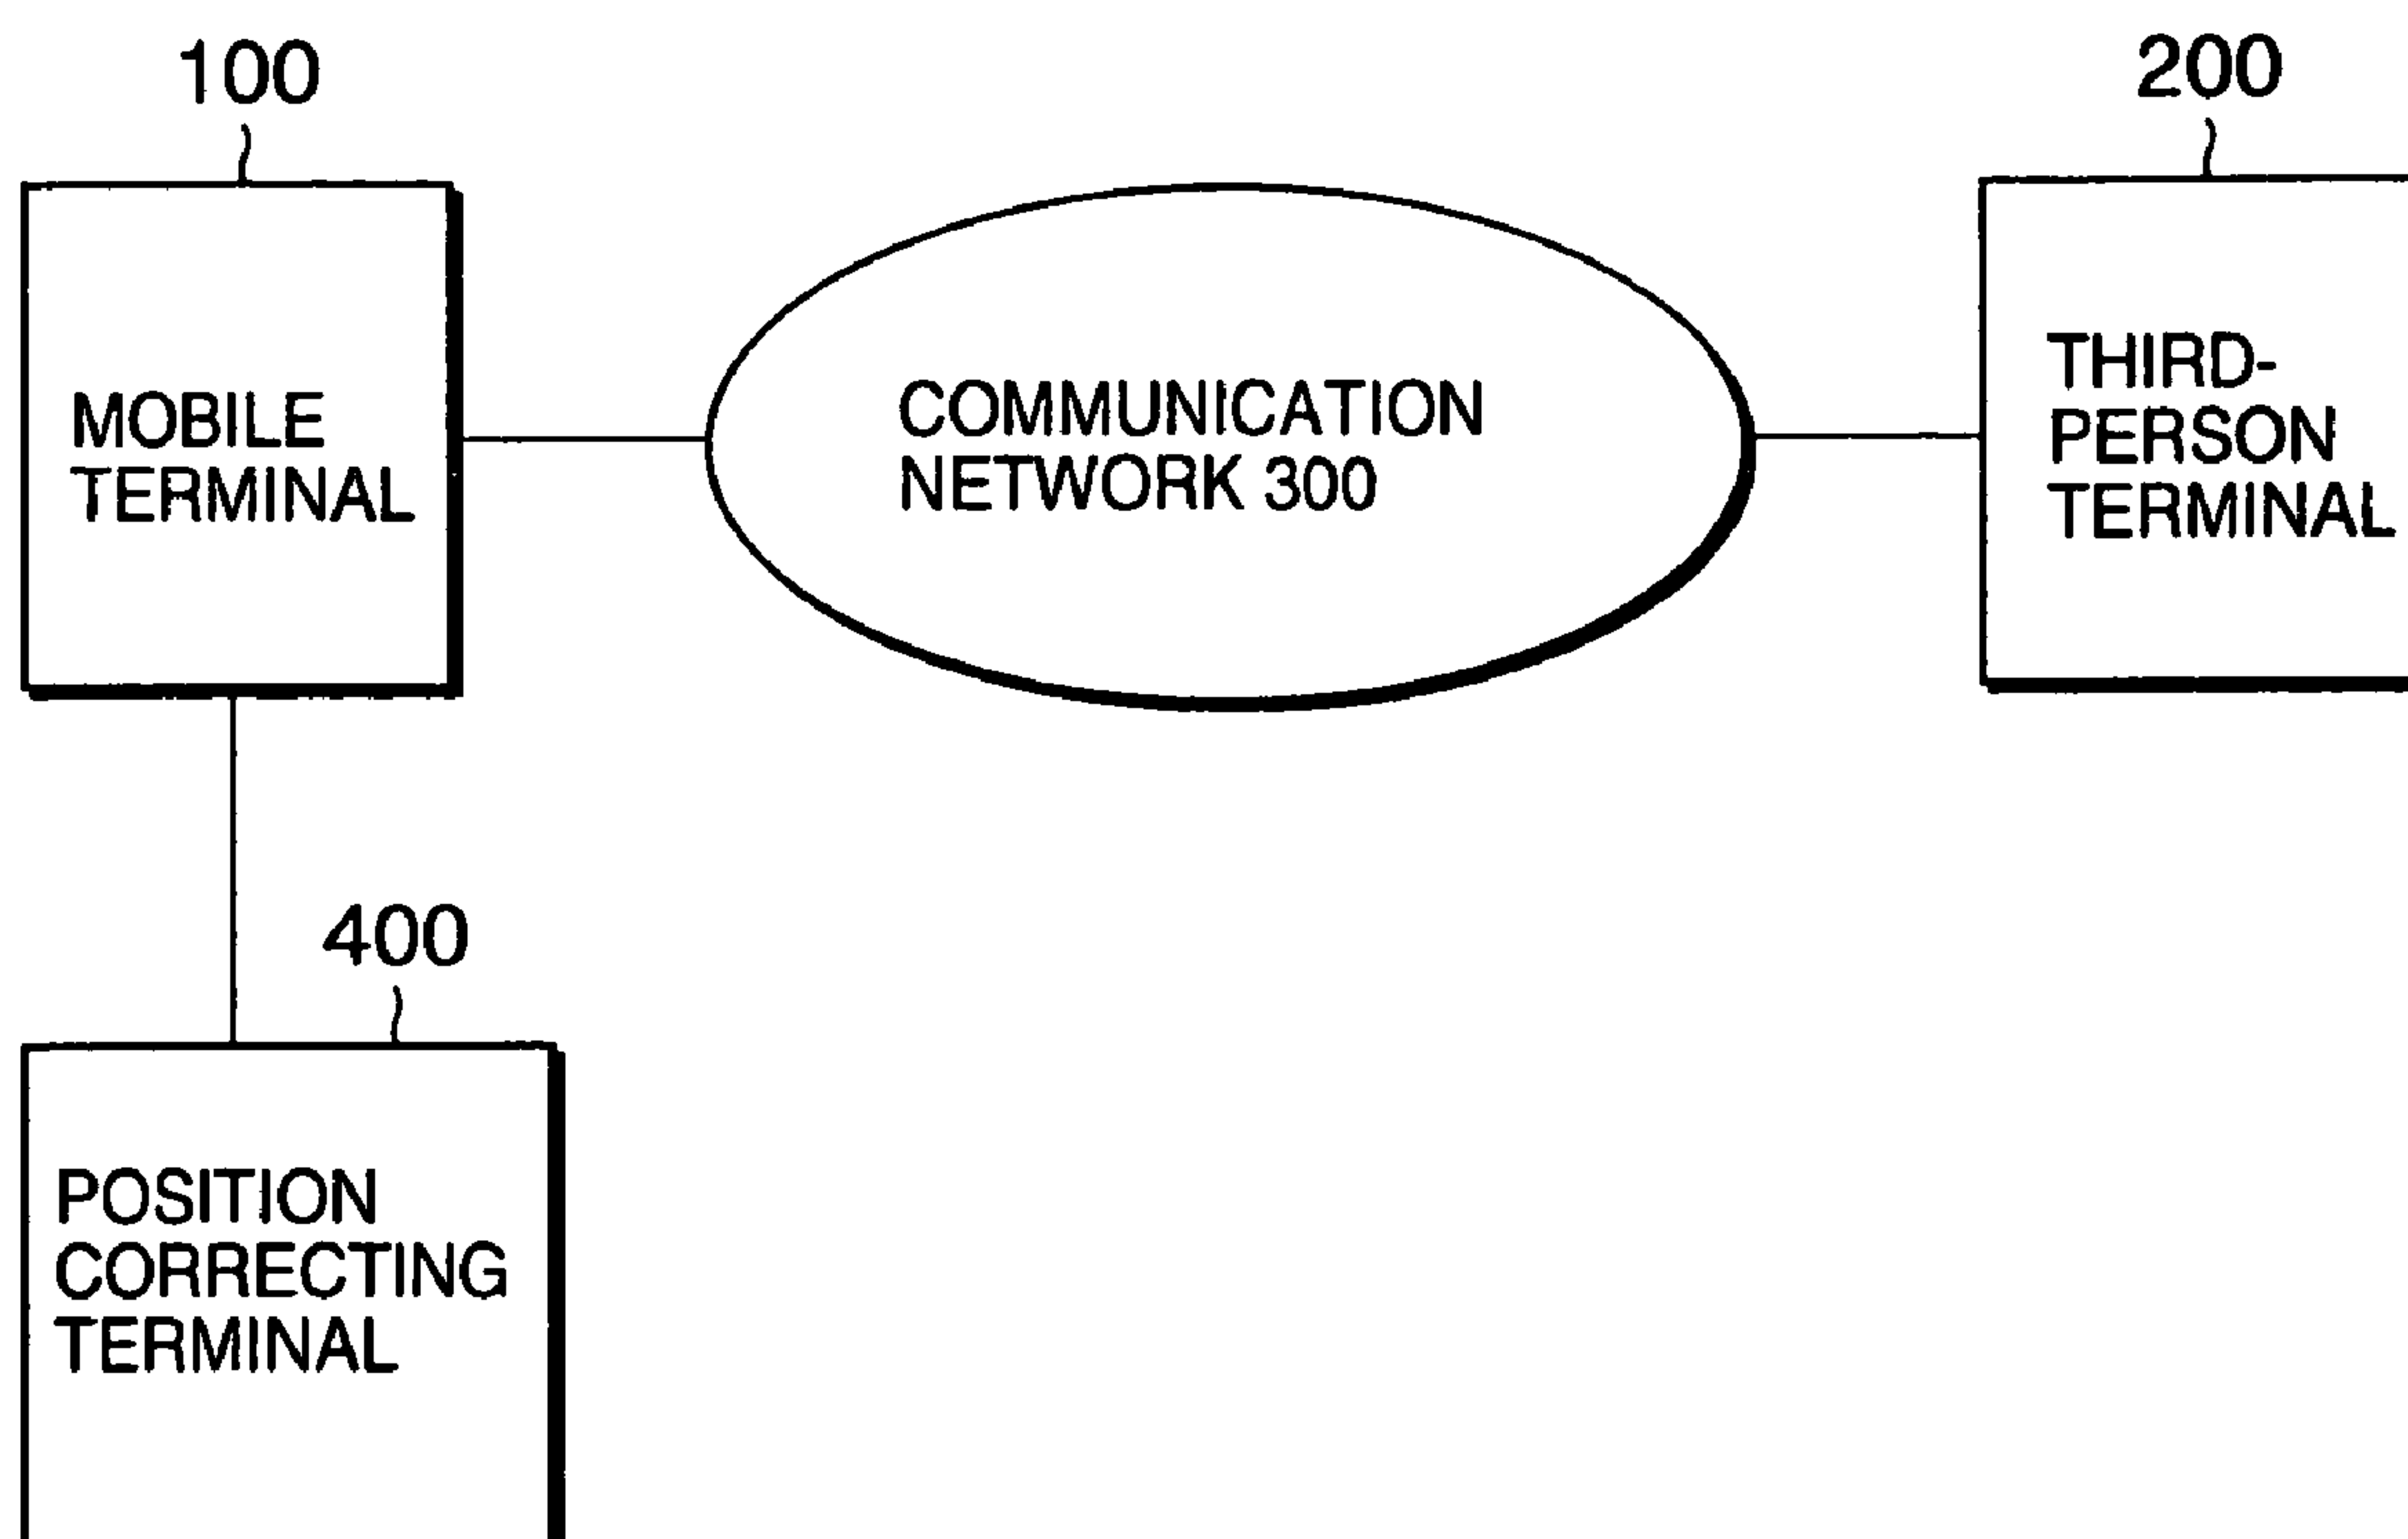 100
200
MOBILE
TERMINAL
COMMUNICATION
NETWORK 300
THIRD-
PERSON
TERMINAL
400
POSITION
CORRECTING
TERMINAL